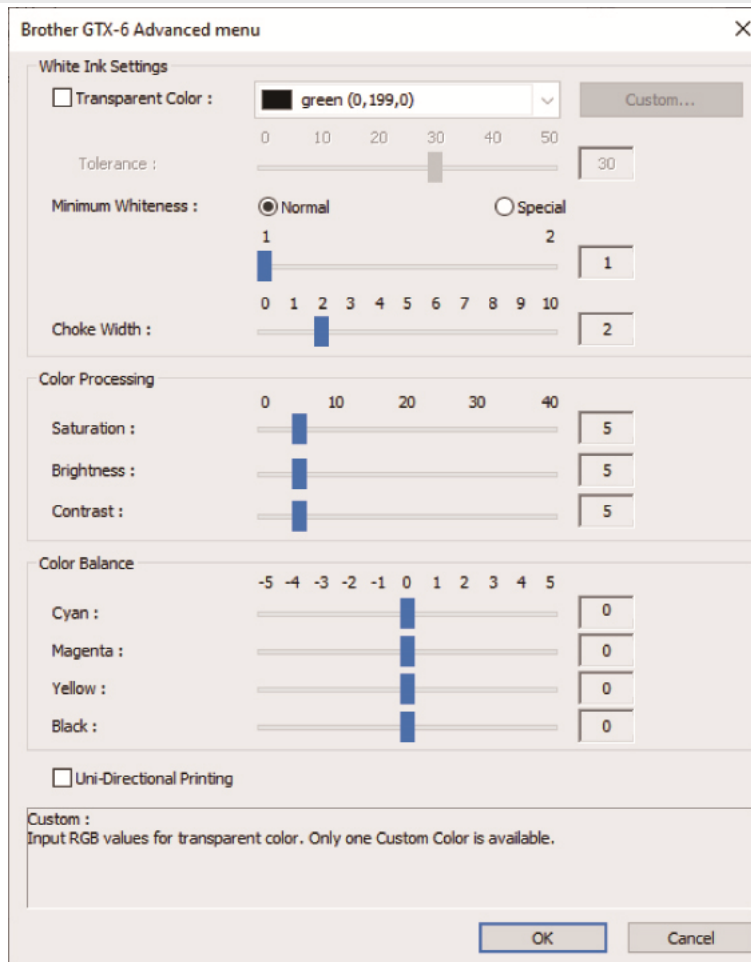 Brother GTX-6 Advanced menu
White Ink Settings
Transparent Color : green (0,199,0) Custom...
0 10 20 30 40 50
Tolerance : 30
Minimum Whiteness : Normal Special
1 2
1
0 1 2 3 4 5 6 7 8 9 10
Choke Width : 2
Color Processing
0 10 20 30 40
Saturation : 5
Brightness : 5
Contrast : 5
Color Balance
-5 -4 -3 -2 -1 0 1 2 3 4 5
Cyan : 0
Magenta : 0
Yellow : 0
Black : 0
Uni-Directional Printing
Custom :
Input RGB values for transparent color. Only one Custom Color is available.
OK Cancel